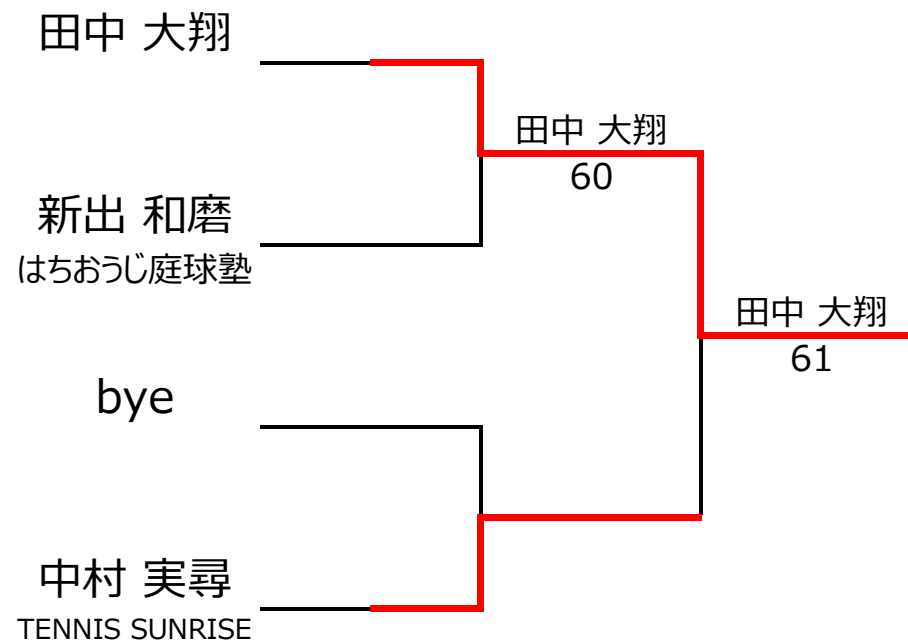 田中 大翔
田中 大翔
60
新出 和磨
はちおうじ庭球塾
田中 大翔
61
bye
中村 実尋
TENNIS SUNRISE